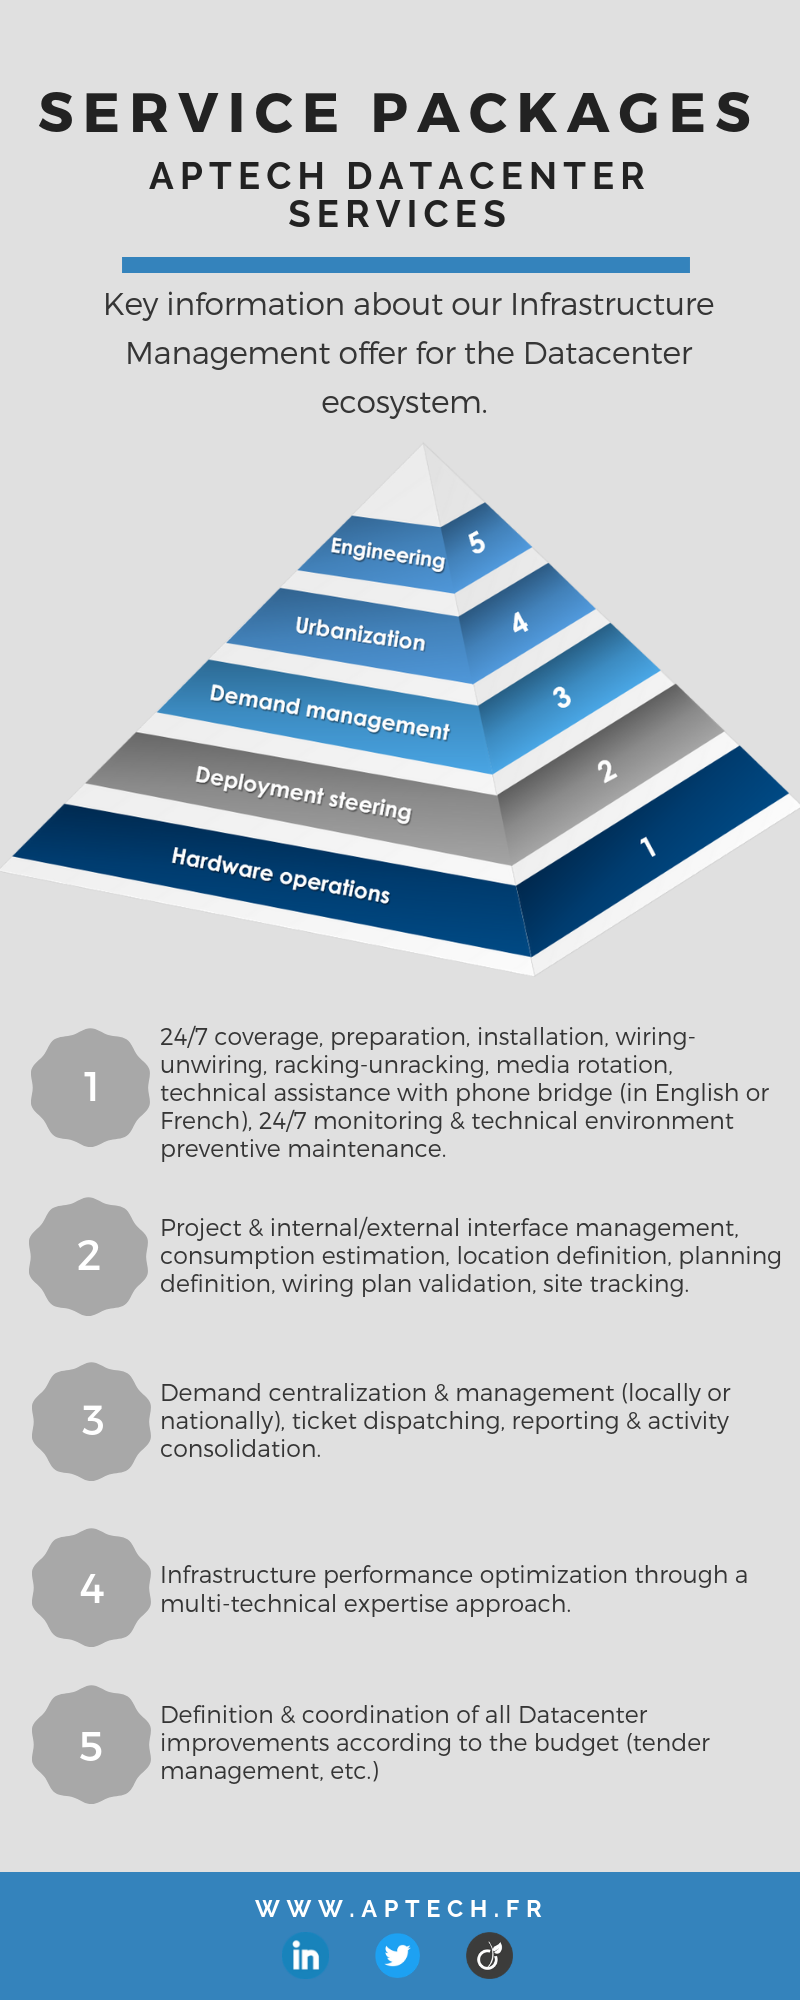 SERVICE PACKAGES
APTECH DATACENTER
SERVICES
Key information about our Infrastructure
Management offer for the Datacenter
ecosystem.
Engineering 5
Urbanization 4
Demand management 3
Deployment steering 2
Hardware operations 1
1
24/7 coverage, preparation, installation, wiring-
unwiring, racking-unracking, media rotation,
technical assistance with phone bridge (in English or
French), 24/7 monitoring & technical environment
preventive maintenance.
2
Project & internal/external interface management,
consumption estimation, location definition, planning
definition, wiring plan validation, site tracking.
3
Demand centralization & management (locally or
nationally), ticket dispatching, reporting & activity
consolidation.
4
Infrastructure performance optimization through a
multi-technical expertise approach.
5
Definition & coordination of all Datacenter
improvements according to the budget (tender
management, etc.)
WWW.APTECH.FR
in